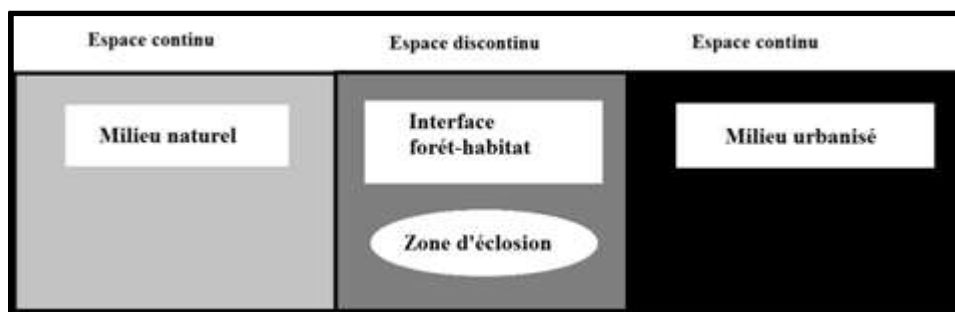 Espace continu
Espace discontinu
Espace continu
Milieu naturel
Interface
forét-habitat
Milieu urbanisé
Zone d'éclosion